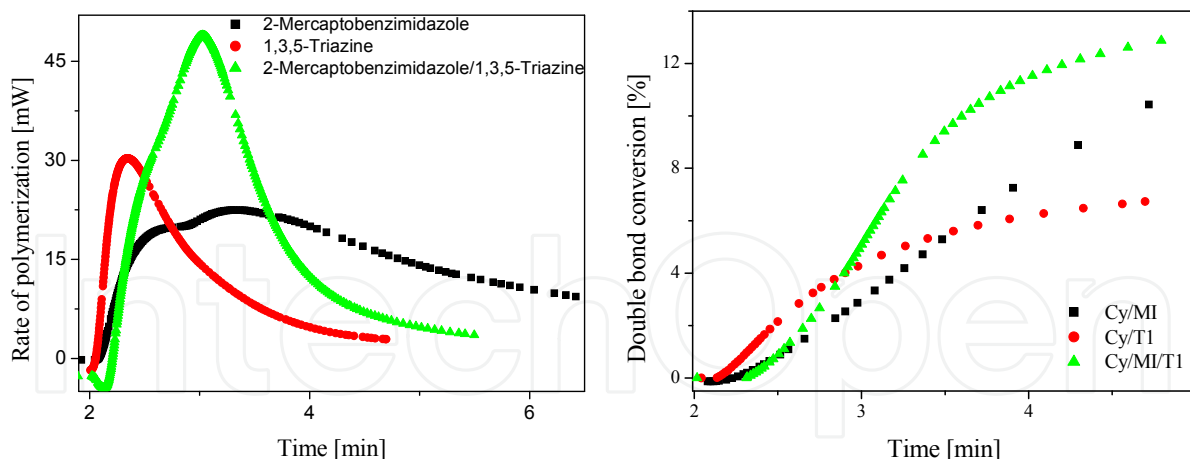 Rate of polymerization [mW]
45
30
15
0
2-Mercaptobenzimidazole
1,3,5-Triazine
2-Mercaptobenzimidazole/1,3,5-Triazine
2 4 6
Time [min]
Double bond conversion [%]
12
8
4
0
Cy/MI
Cy/T1
Cy/MI/T1
2 3 4
Time [min]
IntechOpen